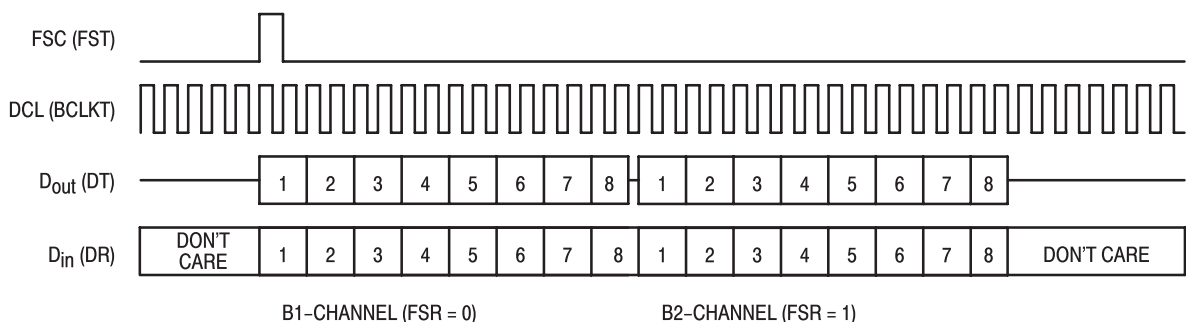 FSC (FST)
DCL (BCLKT)
Dout (DT) 1 2 3 4 5 6 7 8 1 2 3 4 5 6 7 8
Din (DR) DON'T CARE 1 2 3 4 5 6 7 8 1 2 3 4 5 6 7 8 DON'T CARE
B1–CHANNEL (FSR = 0) B2–CHANNEL (FSR = 1)